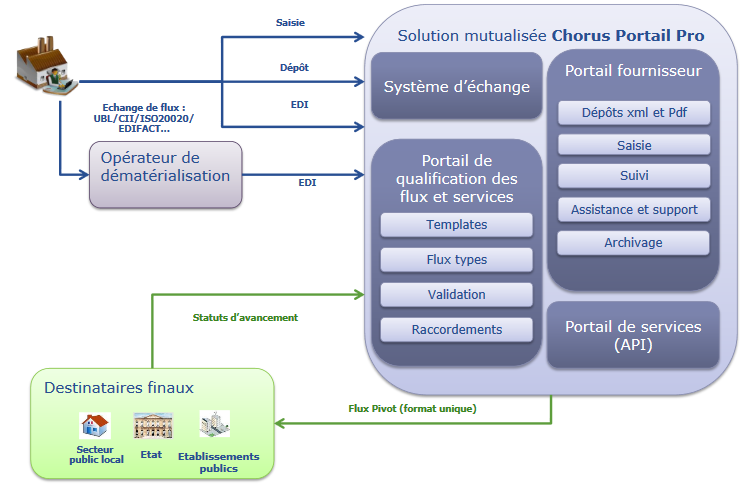 Saisie
Dépôt
EDI
Echange de flux :
UBL/CII/ISO20020/
EDIFACT...
Opérateur de
dématérialisation
EDI
Solution mutualisée Chorus Portail Pro
Système d'échange
Portail de
qualification des
flux et services
Templates
Flux types
Validation
Raccordements
Portail fournisseur
Dépôts xml et Pdf
Saisie
Suivi
Assistance et support
Archivage
Portail de services
(API)
Statuts d'avancement
Flux Pivot (format unique)
Destinataires finaux
Secteur
public local
Etat
Etablissements
publics